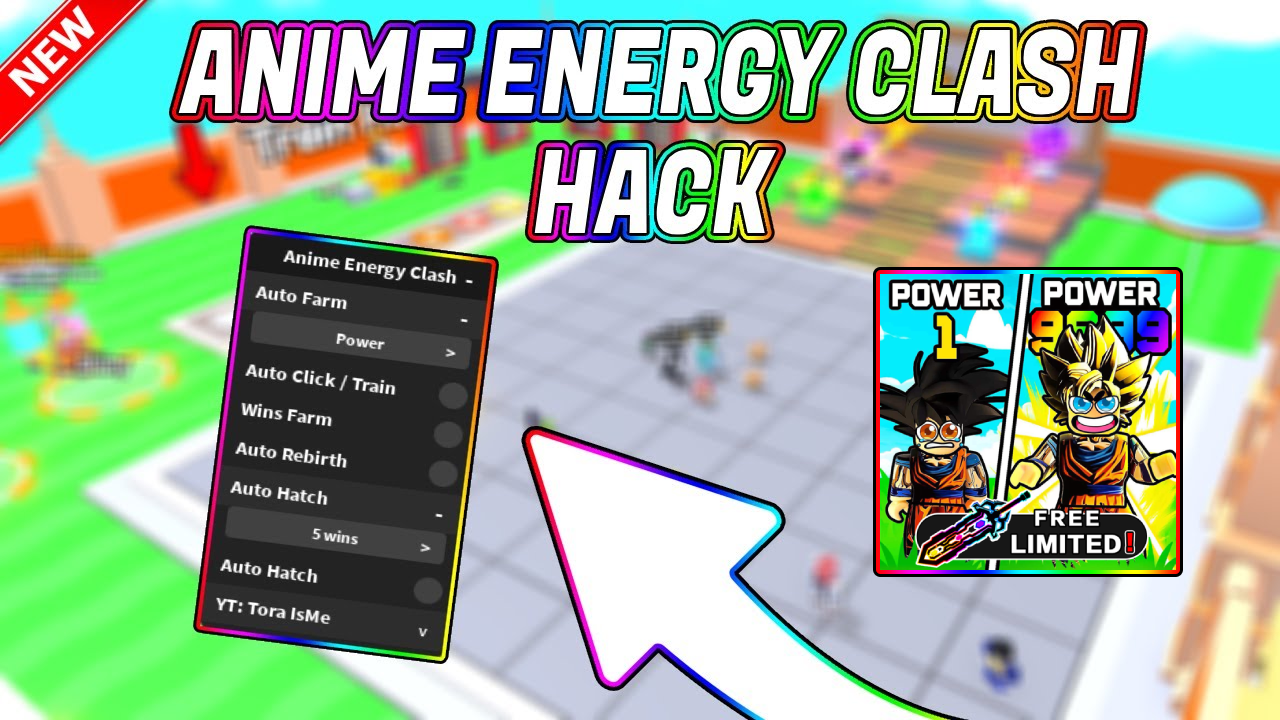 NEW
ANIME ENERGY CLASH
HACK
Anime Energy Clash -
Auto Farm -
Power >
Auto Click / Train
Wins Farm
Auto Rebirth
Auto Hatch -
5 wins >
Auto Hatch
YT: Tora IsMe v
POWER
1
POWER
FREE
LIMITED!